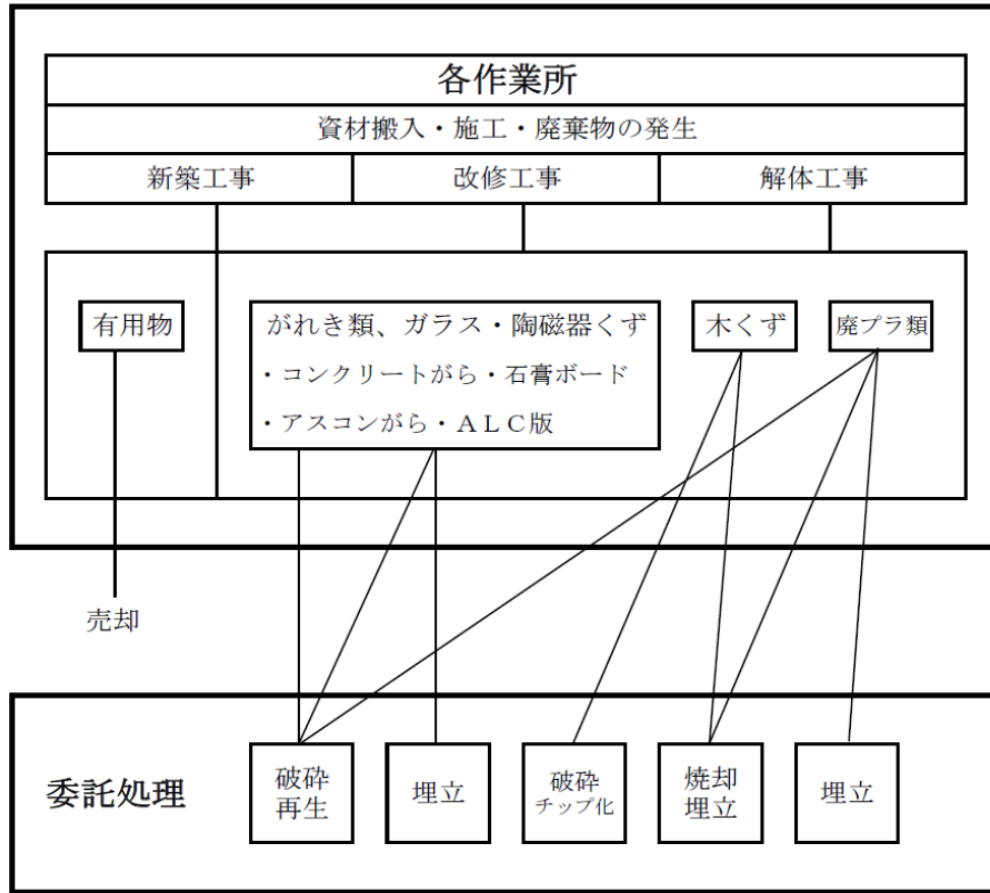 各作業所
資材搬入・施工・廃棄物の発生
新築工事
改修工事
解体工事
有用物
がれき類、ガラス・陶磁器くず
・コンクリートがら・石膏ボード
・アスコンがら・ＡＬＣ版
木くず
廃プラ類
売却
委託処理
破砕
再生
埋立
破砕
チップ化
焼却
埋立
埋立